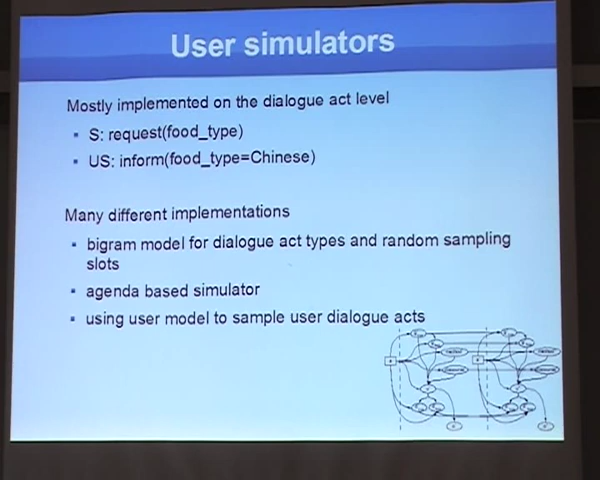 User simulators
Mostly implemented on the dialogue act level
▪ S: request(food_type)
▪ US: inform(food_type=Chinese)
Many different implementations
▪ bigram model for dialogue act types and random sampling
slots
▪ agenda based simulator
▪ using user model to sample user dialogue acts